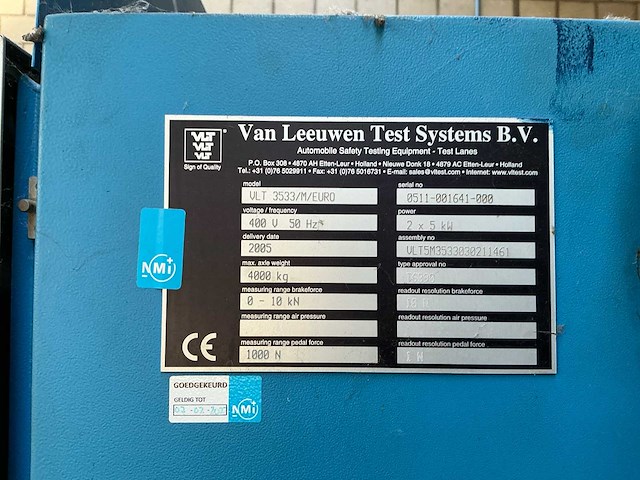 VLT
VLT
VLT
Sign of Quality
Van Leeuwen Test Systems B.V.
Automobile Safety Testing Equipment - Test Lanes
P.O. Box 308 • 4870 AH Etten-Leur • Holland • Nieuwe Donk 18 • 4879 AC Etten-Leur • Holland
Tel.: +31 (0)76 5029911 • Fax: +31 (0)76 5016731 • E-mail: sales@vltest.com • Internet: www.vltest.com
model
VLT 3533/M/EURO
serial no
0511-001641-000
voltage / frequency
400 V 50 Hz
power
2 x 5 kW
delivery date
2005
assembly no
VLT5M3533030211461
max. axle weight
4000 kg
type approval no
measuring range brakeforce
0 - 10 kN
readout resolution brakeforce
measuring range air pressure
readout resolution air pressure
measuring range pedal force
1000 N
readout resolution pedal force
CE
NMi
GOEDGEKEURD
GELDIG TOT
NMi